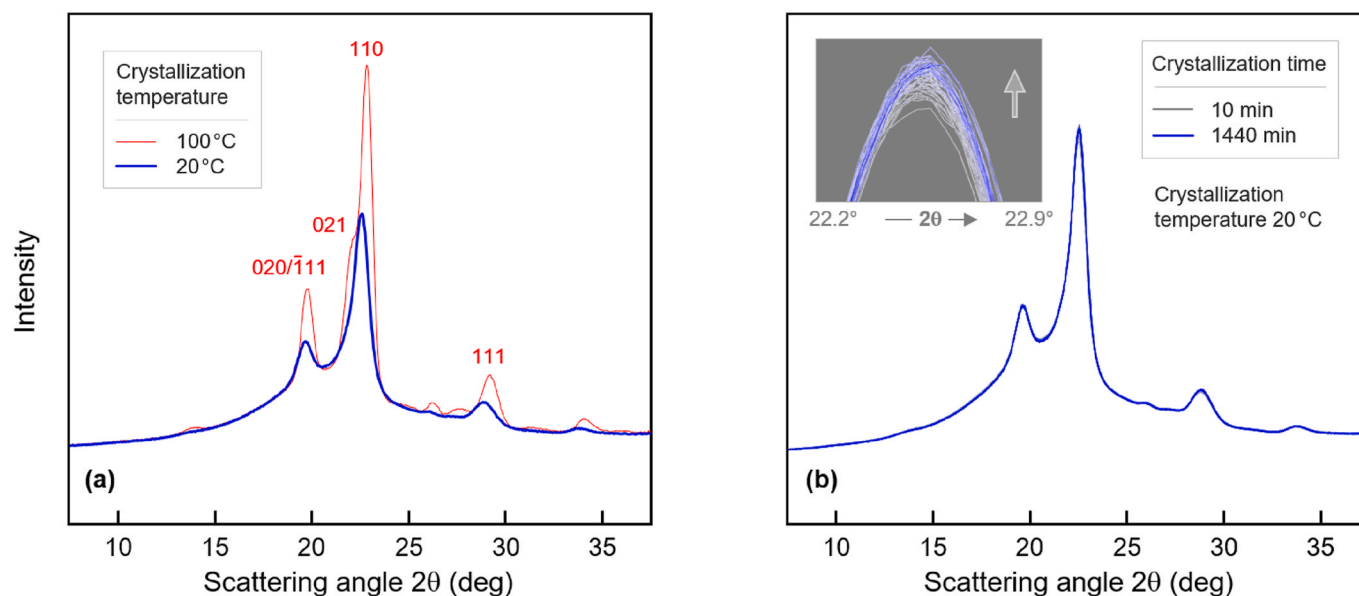 Crystallization
temperature
100 °C
20 °C
110
021
020/1̅11
111
Intensity
(a)
10 15 20 25 30 35
Scattering angle 2θ (deg)
22.2° 2θ 22.9°
Crystallization time
10 min
1440 min
Crystallization
temperature 20 °C
(b)
10 15 20 25 30 35
Scattering angle 2θ (deg)